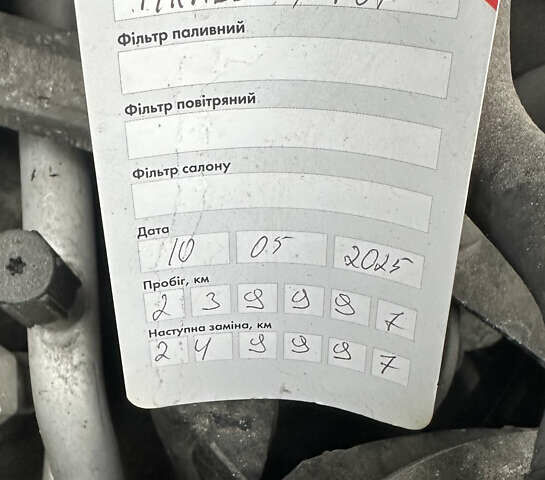 Фільтр паливний
Фільтр повітряний
Фільтр салону
Дата
10 05 2025
Пробіг, км
2 3 9 9 9 7
Наступна заміна, км
2 4 9 9 9 7